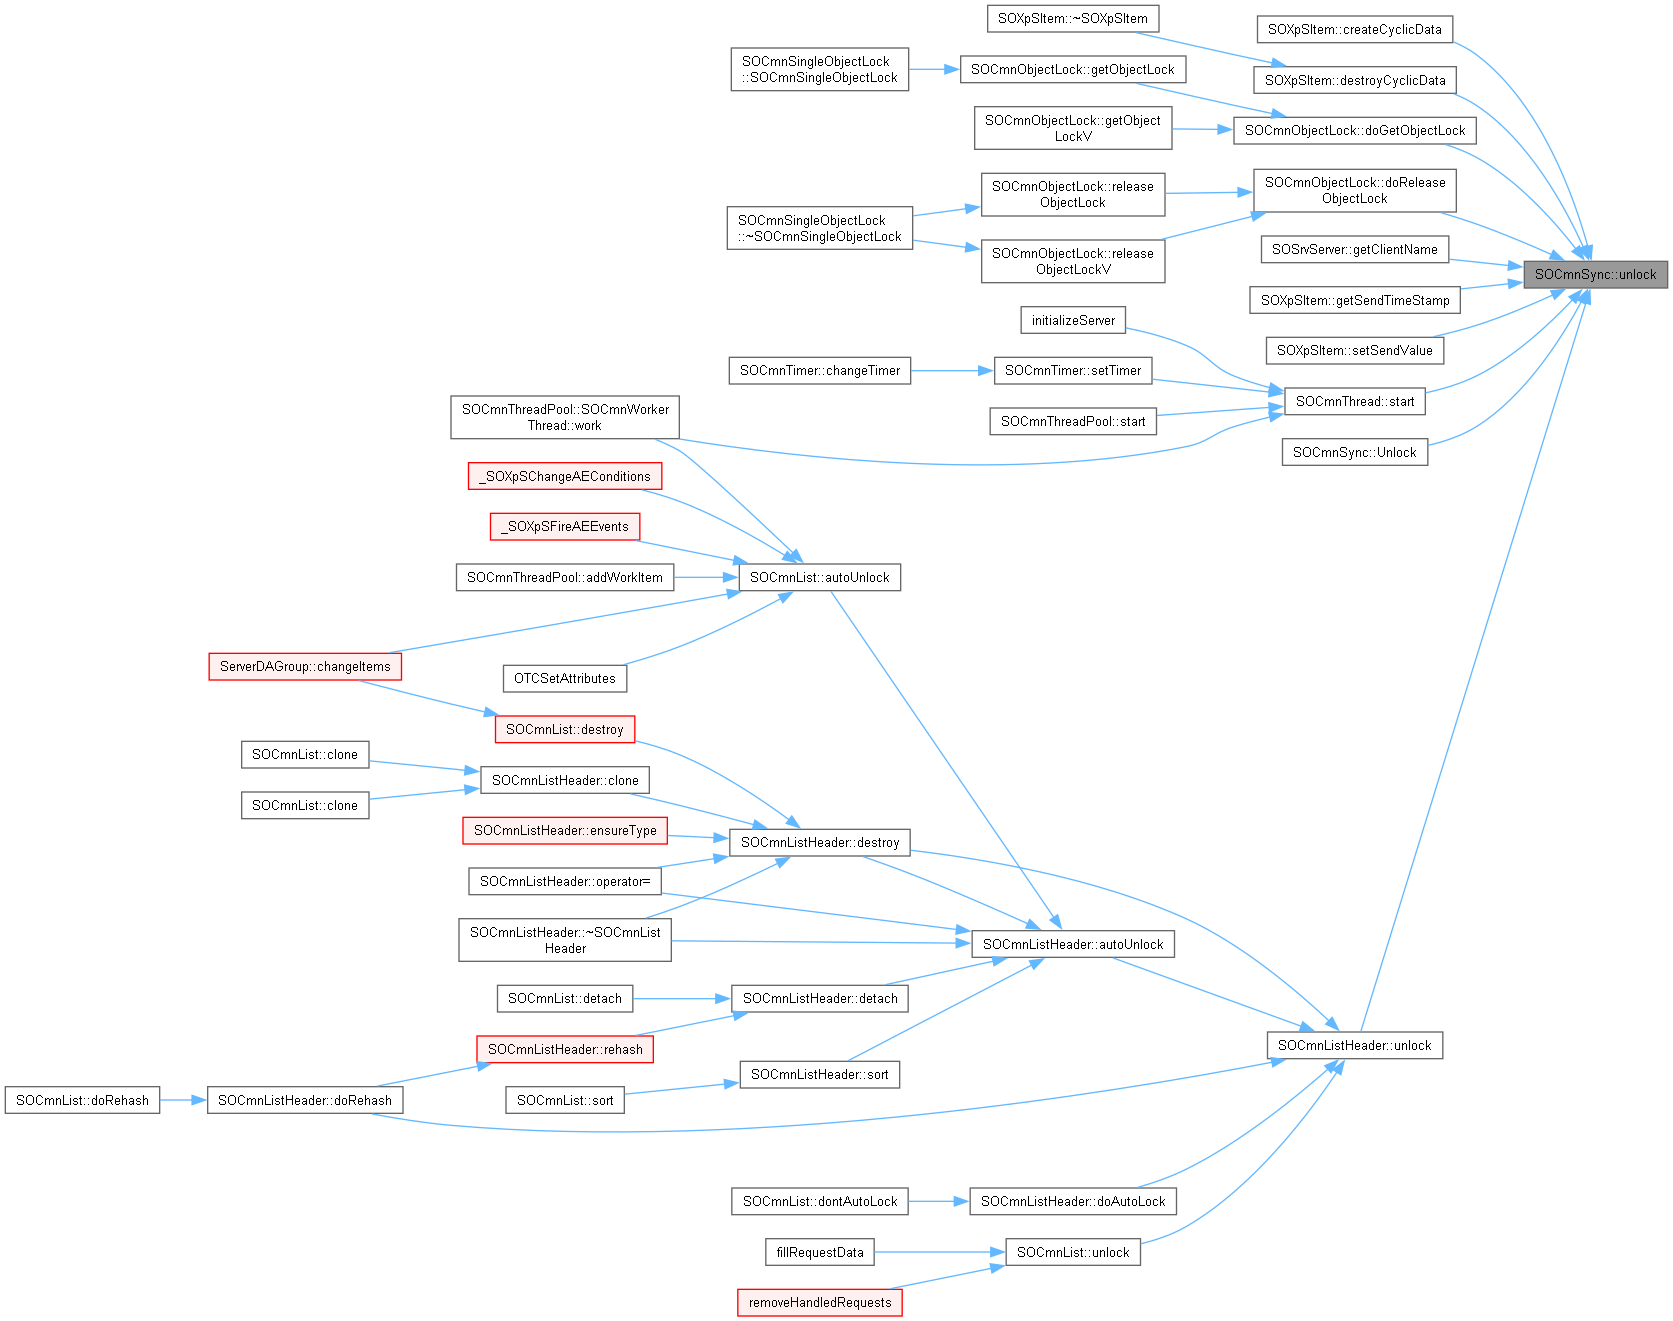 SOXpSItem::~SOXpSItem
SOXpSItem::createCyclicData
SOCmnSingleObjectLock
::SOCmnSingleObjectLock
SOCmnObjectLock::getObjectLock
SOXpSItem::destroyCyclicData
SOCmnObjectLock::getObject
LockV
SOCmnObjectLock::doGetObjectLock
SOCmnObjectLock::release
ObjectLock
SOCmnObjectLock::doRelease
ObjectLock
SOCmnSingleObjectLock
::~SOCmnSingleObjectLock
SOCmnObjectLock::release
ObjectLockV
SOSrvServer::getClientName
SOCmnSync::unlock
SOXpSItem::getSendTimeStamp
initializeServer
SOXpSItem::setSendValue
SOCmnTimer::changeTimer
SOCmnTimer::setTimer
SOCmnThread::start
SOCmnThreadPool::SOCmnWorker
Thread::work
SOCmnThreadPool::start
SOCmnSync::Unlock
_SOXpSChangeAEConditions
_SOXpSFireAEEvents
SOCmnThreadPool::addWorkItem
SOCmnList::autoUnlock
ServerDAGroup::changeItems
OTCSetAttributes
SOCmnList::destroy
SOCmnList::clone
SOCmnListHeader::clone
SOCmnList::clone
SOCmnListHeader::ensureType
SOCmnListHeader::destroy
SOCmnListHeader::operator=
SOCmnListHeader::~SOCmnList
Header
SOCmnListHeader::autoUnlock
SOCmnList::detach
SOCmnListHeader::detach
SOCmnListHeader::rehash
SOCmnListHeader::unlock
SOCmnListHeader::sort
SOCmnList::doRehash
SOCmnListHeader::doRehash
SOCmnList::sort
SOCmnList::dontAutoLock
SOCmnListHeader::doAutoLock
fillRequestData
SOCmnList::unlock
removeHandledRequests